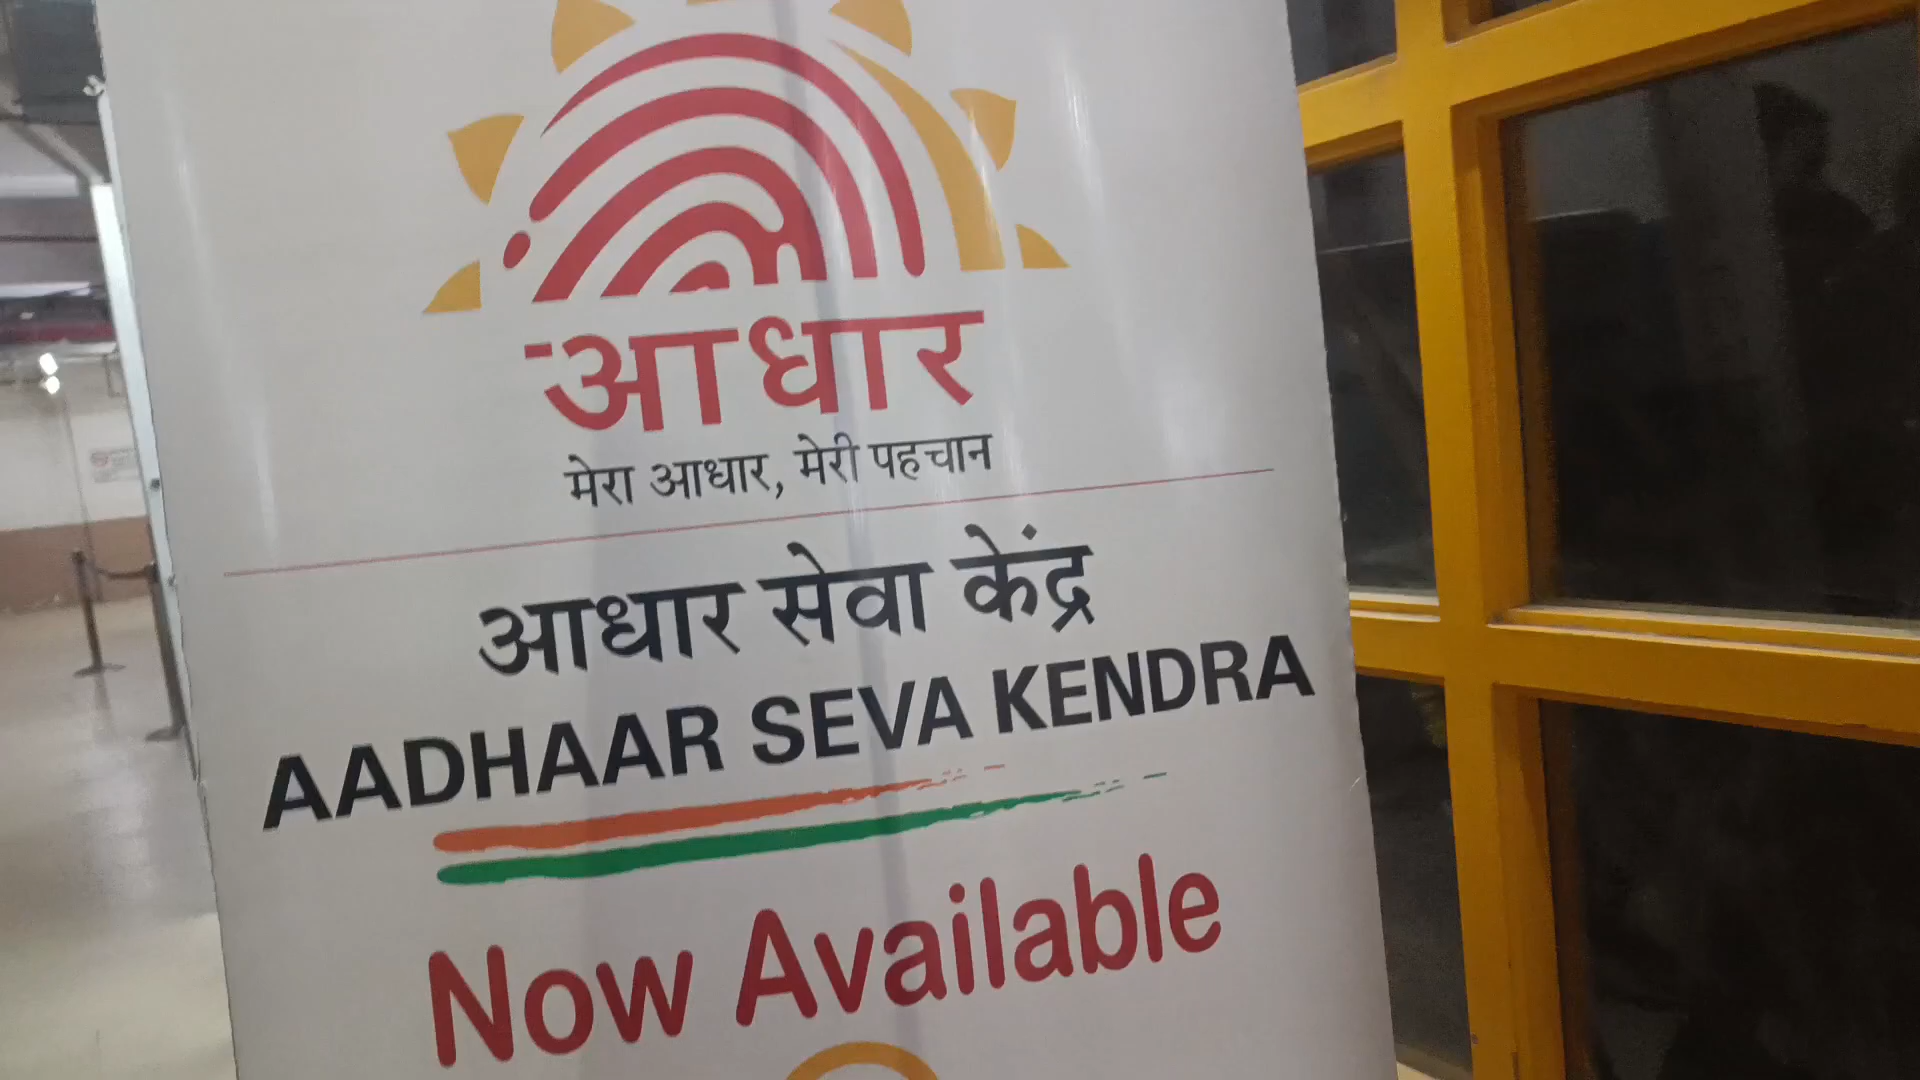 आधार
मेरा आधार, मेरी पहचान
आधार सेवा केंद्र
AADHAAR SEVA KENDRA
Now Available